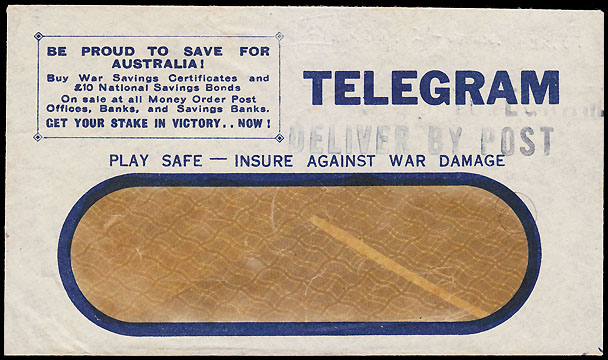 BE PROUD TO SAVE FOR
AUSTRALIA!
Buy War Savings Certificates and
£10 National Savings Bonds
On sale at all Money Order Post
Offices, Banks, and Savings Banks.
GET YOUR STAKE IN VICTORY.. NOW!
TELEGRAM
DELIVER BY POST
PLAY SAFE — INSURE AGAINST WAR DAMAGE